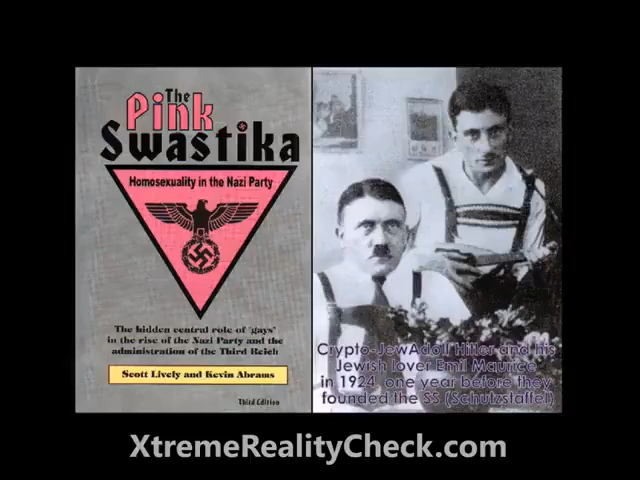 The
Pink
Swastika
Homosexuality in the Nazi Party
The hidden central role of "gays"
in the rise of the Nazi Party and the
administration of the Third Reich
Scott Lively and Kevin Abrams
Third Edition
Crypto-JewAdolf Hitler and his
Jewish lover Emil Maurice
in 1924, one year before they
founded the SS (Schutzstaffel)
XtremeRealityCheck.com